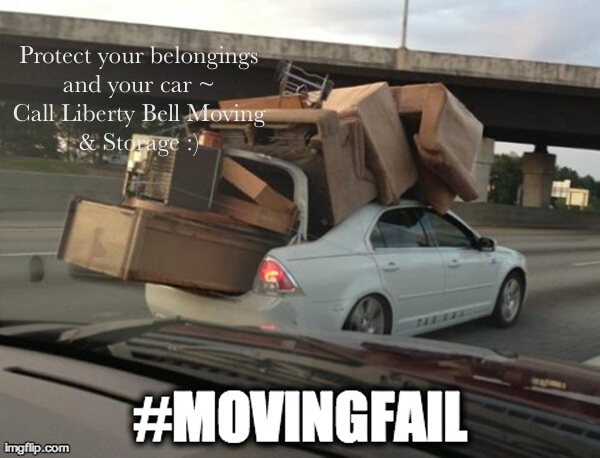 Protect your belongings
and your car ~
Call Liberty Bell Moving
& Storage :)
#MOVINGFAIL
imgflip.com